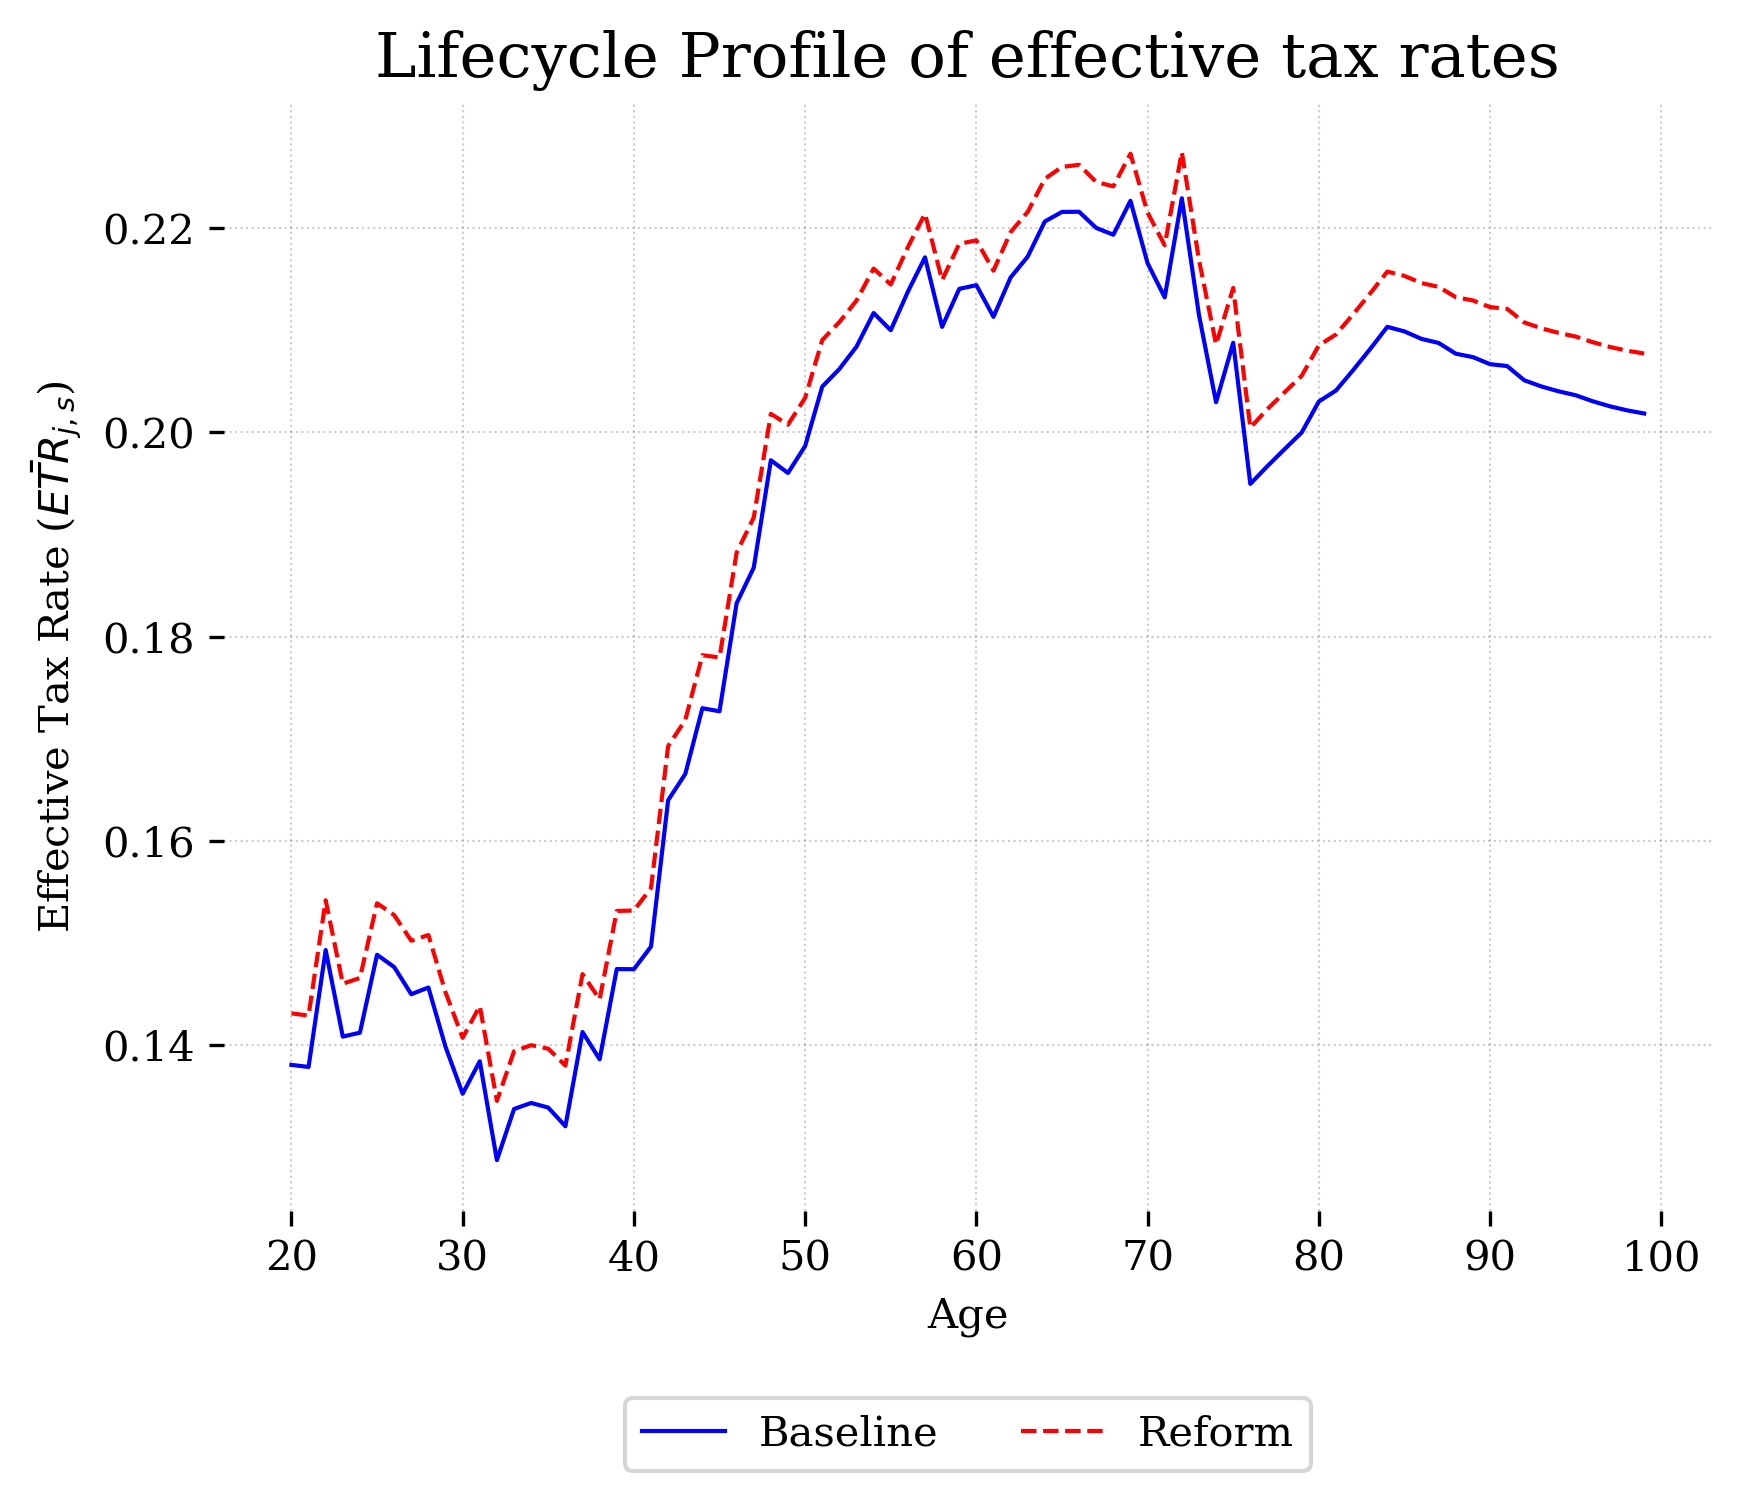 Lifecycle Profile of effective tax rates
Effective Tax Rate ($\bar{ETR}_{j,s}$)
0.22
0.20
0.18
0.16
0.14
20 30 40 50 60 70 80 90 100
Age
Baseline Reform